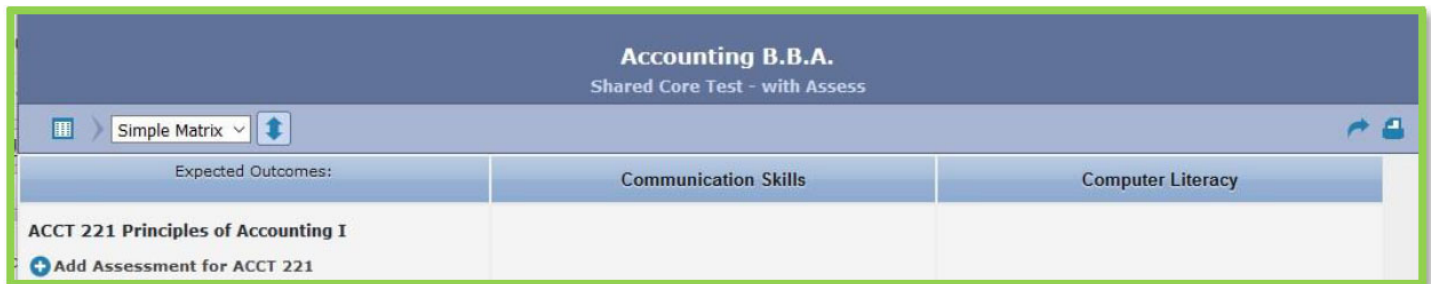 Accounting B.B.A.
Shared Core Test - with Assess
Simple Matrix
Expected Outcomes:
Communication Skills
Computer Literacy
ACCT 221 Principles of Accounting I
Add Assessment for ACCT 221